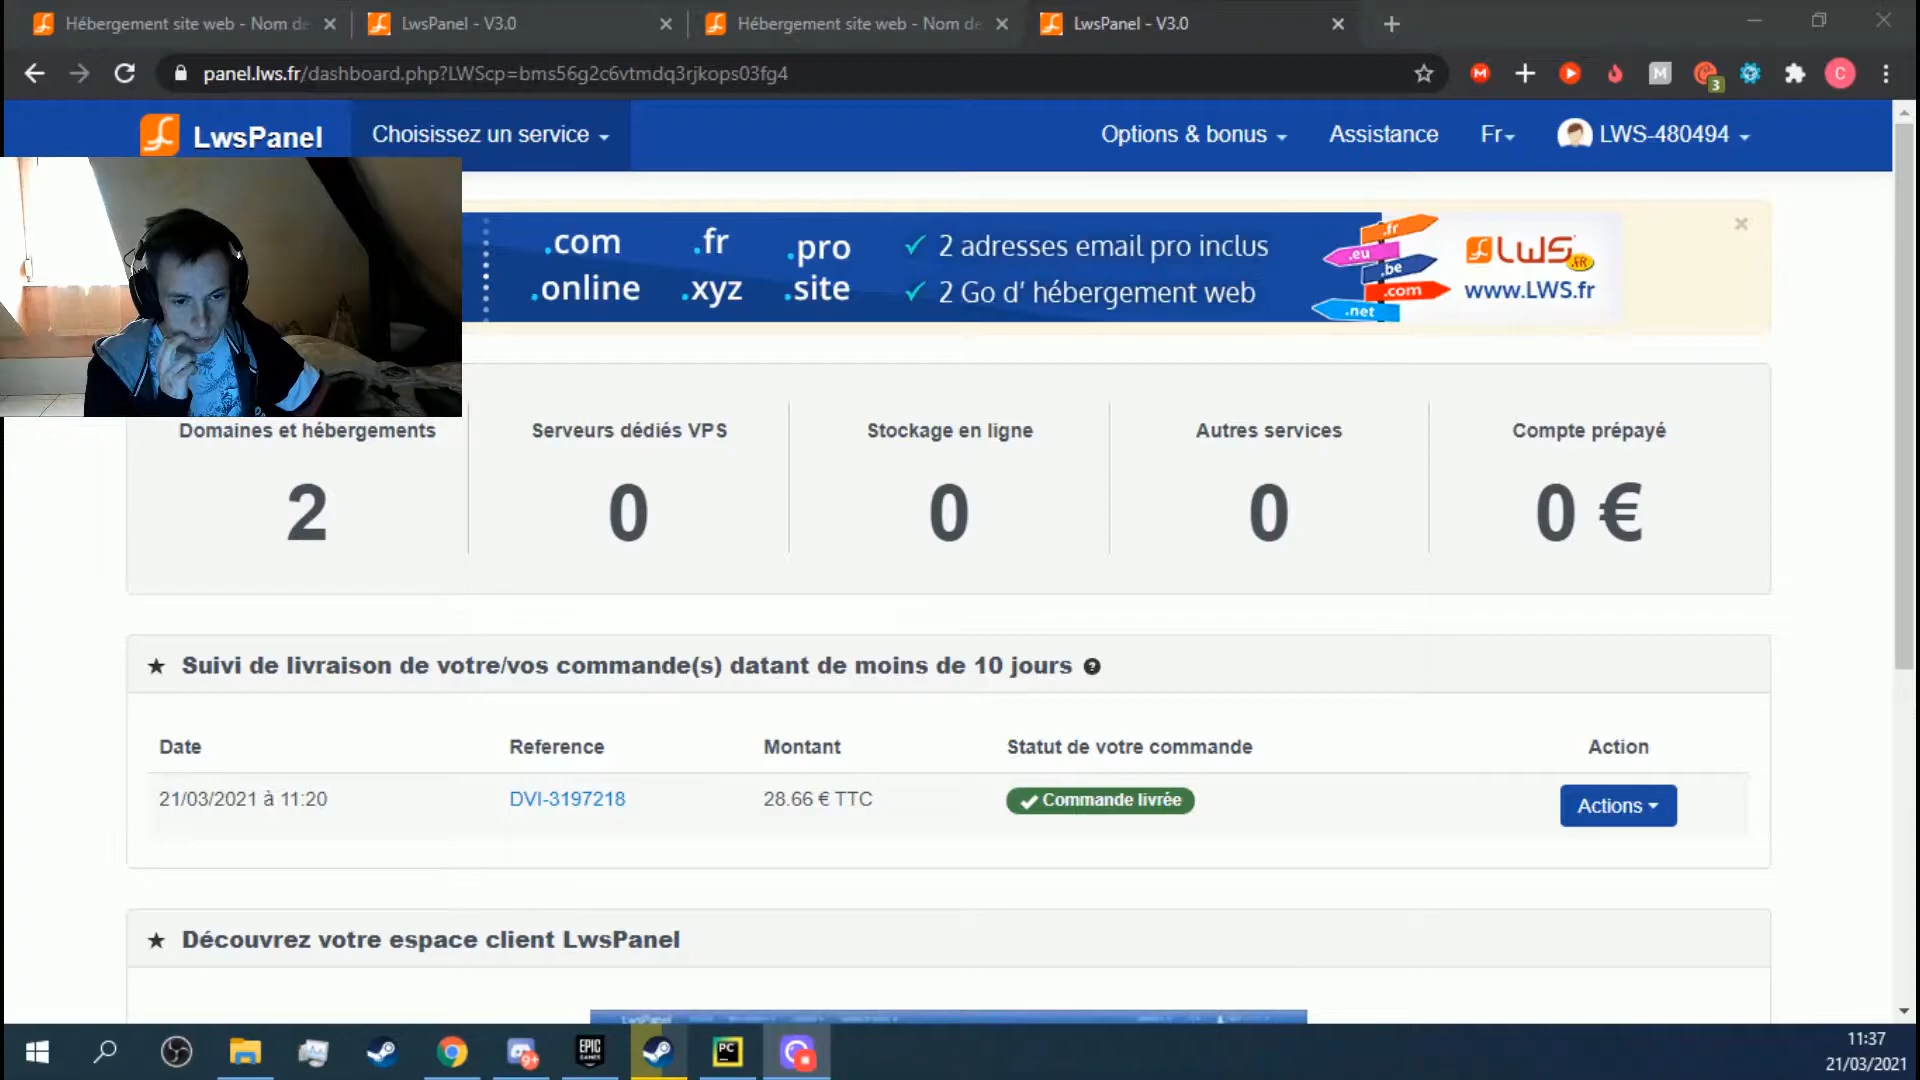 Hébergement site web - Nom de
LwsPanel - V3.0
Hébergement site web - Nom de
LwsPanel - V3.0
panel.lws.fr/dashboard.php?LWScp=bms56g2c6vtmdq3rjkops03fg4
M
M
3
C
LwsPanel
Choisissez un service
Options & bonus
Assistance
Fr
LWS-480494
.com .fr .pro
.online .xyz .site
2 adresses email pro inclus
2 Go d' hébergement web
.fr
.eu
.be
.com
.net
LWS.FR
www.LWS.fr
Domaines et hébergements
2
Serveurs dédiés VPS
0
Stockage en ligne
0
Autres services
0
Compte prépayé
0 €
Suivi de livraison de votre/vos commande(s) datant de moins de 10 jours
Date Reference Montant Statut de votre commande Action
21/03/2021 à 11:20 DVI-3197218 28.66 € TTC Commande livrée Actions
Découvrez votre espace client LwsPanel
9+
EPIC
GAMES
PC
11:37
21/03/2021